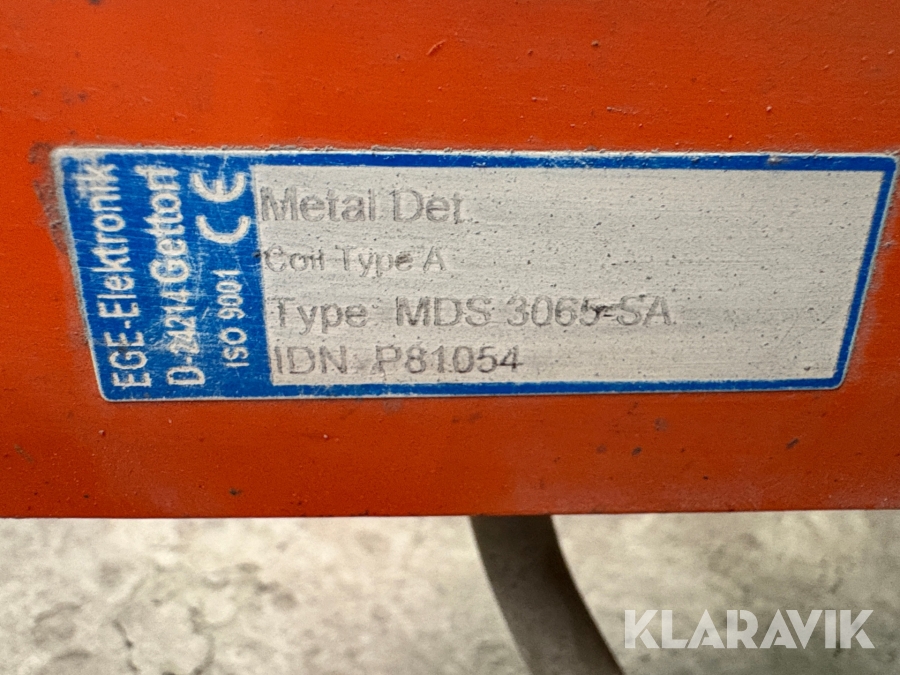 EGE-Elektronik
D-24214 Gettorf
ISO 9001 CE
Metal Det.
Coil Type A
Type: MDS 3065-SA
IDN. P81054
KLARAVIK